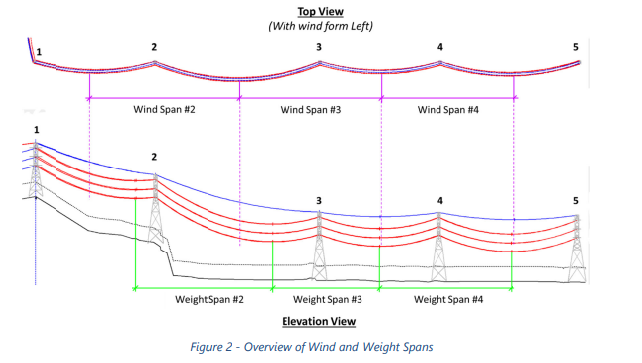 Top View
(With wind form Left)
1
2
3
4
5
Wind Span #2
Wind Span #3
Wind Span #4
1
2
3
4
5
WeightSpan #2
Weight Span #3
Weight Span #4
Elevation View
Figure 2 - Overview of Wind and Weight Spans